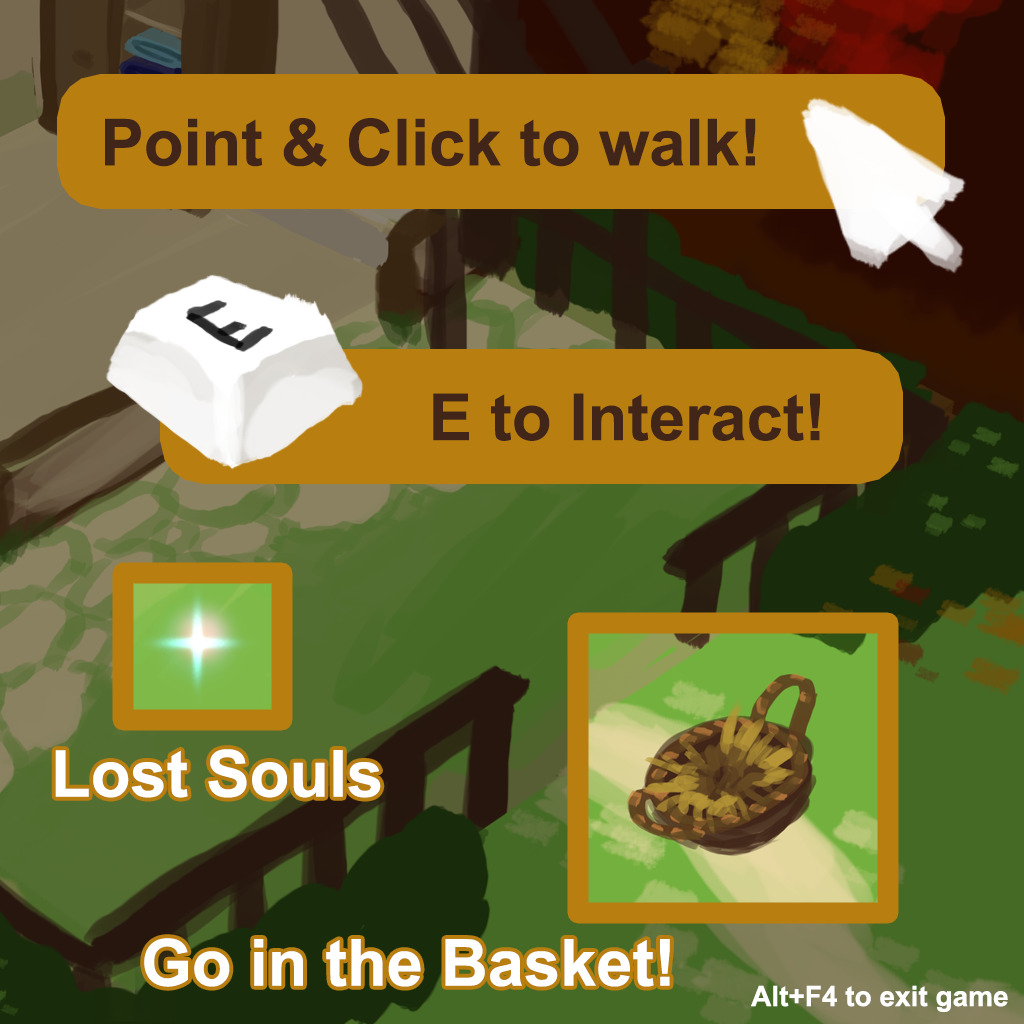 Point & Click to walk!
E
E to Interact!
Lost Souls
Go in the Basket!
Alt+F4 to exit game